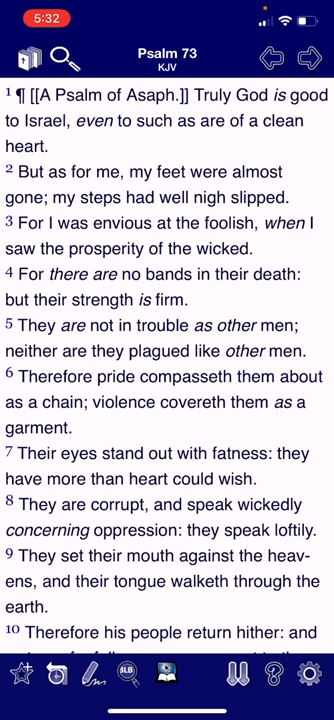 5:32
Psalm 73
KJV
1 ¶ [[A Psalm of Asaph.]] Truly God is good
to Israel, even to such as are of a clean
heart.
2 But as for me, my feet were almost
gone; my steps had well nigh slipped.
3 For I was envious at the foolish, when I
saw the prosperity of the wicked.
4 For there are no bands in their death:
but their strength is firm.
5 They are not in trouble as other men;
neither are they plagued like other men.
6 Therefore pride compasseth them about
as a chain; violence covereth them as a
garment.
7 Their eyes stand out with fatness: they
have more than heart could wish.
8 They are corrupt, and speak wickedly
concerning oppression: they speak loftily.
9 They set their mouth against the heav-
ens, and their tongue walketh through the
earth.
10 Therefore his people return hither: and
BLB